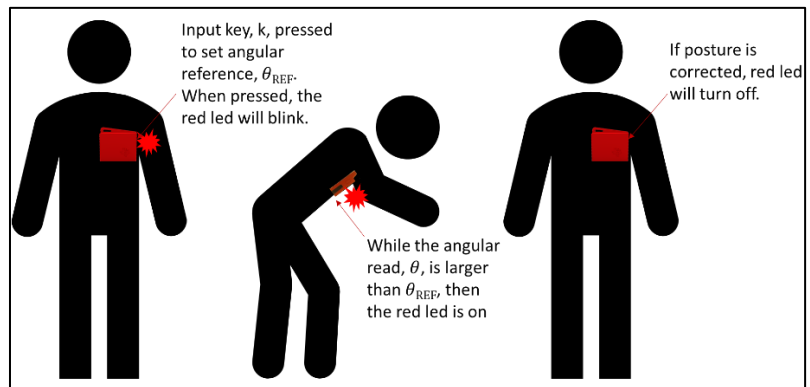 Input key, k, pressed
to set angular
reference, θREF.
When pressed, the
red led will blink.
While the angular
read, θ, is larger
than θREF, then
the red led is on
If posture is
corrected, red led
will turn off.